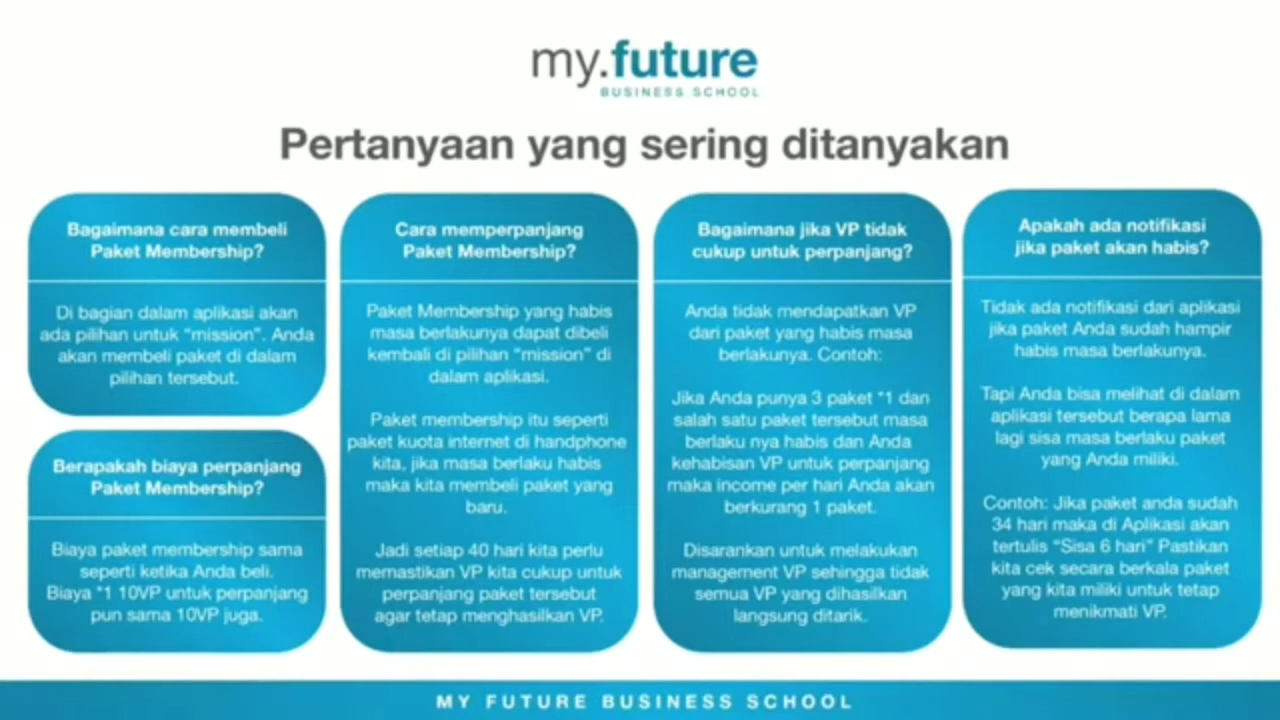 my.future
BUSINESS SCHOOL
Pertanyaan yang sering ditanyakan
Bagaimana cara membeli
Paket Membership?
Di bagian dalam aplikasi akan
ada pilihan untuk “mission”. Anda
akan membeli paket di dalam
pilihan tersebut.
Berapakah biaya perpanjang
Paket Membership?
Biaya paket membership sama
seperti ketika Anda beli.
Biaya *1 10VP untuk perpanjang
pun sama 10VP juga.
Cara memperpanjang
Paket Membership?
Paket Membership yang habis
masa berlakunya dapat dibeli
kembali di pilihan “mission” di
dalam aplikasi.
Paket membership itu seperti
paket kuota internet di handphone
kita, jika masa berlaku habis
maka kita membeli paket yang
baru.
Jadi setiap 40 hari kita perlu
memastikan VP kita cukup untuk
perpanjang paket tersebut
agar tetap menghasilkan VP.
Bagaimana jika VP tidak
cukup untuk perpanjang?
Anda tidak mendapatkan VP
dari paket yang habis masa
berlakunya. Contoh:
Jika Anda punya 3 paket *1 dan
salah satu paket tersebut masa
berlaku nya habis dan Anda
kehabisan VP untuk perpanjang
maka income per hari Anda akan
berkurang 1 paket.
Disarankan untuk melakukan
management VP sehingga tidak
semua VP yang dihasilkan
langsung ditarik.
Apakah ada notifikasi
jika paket akan habis?
Tidak ada notifikasi dari aplikasi
jika paket Anda sudah hampir
habis masa berlakunya.
Tapi Anda bisa melihat di dalam
aplikasi tersebut berapa lama
lagi sisa masa berlaku paket
yang Anda miliki.
Contoh: Jika paket anda sudah
34 hari maka di Aplikasi akan
tertulis “Sisa 6 hari” Pastikan
kita cek secara berkala paket
yang kita miliki untuk tetap
menikmati VP.
MY FUTURE BUSINESS SCHOOL